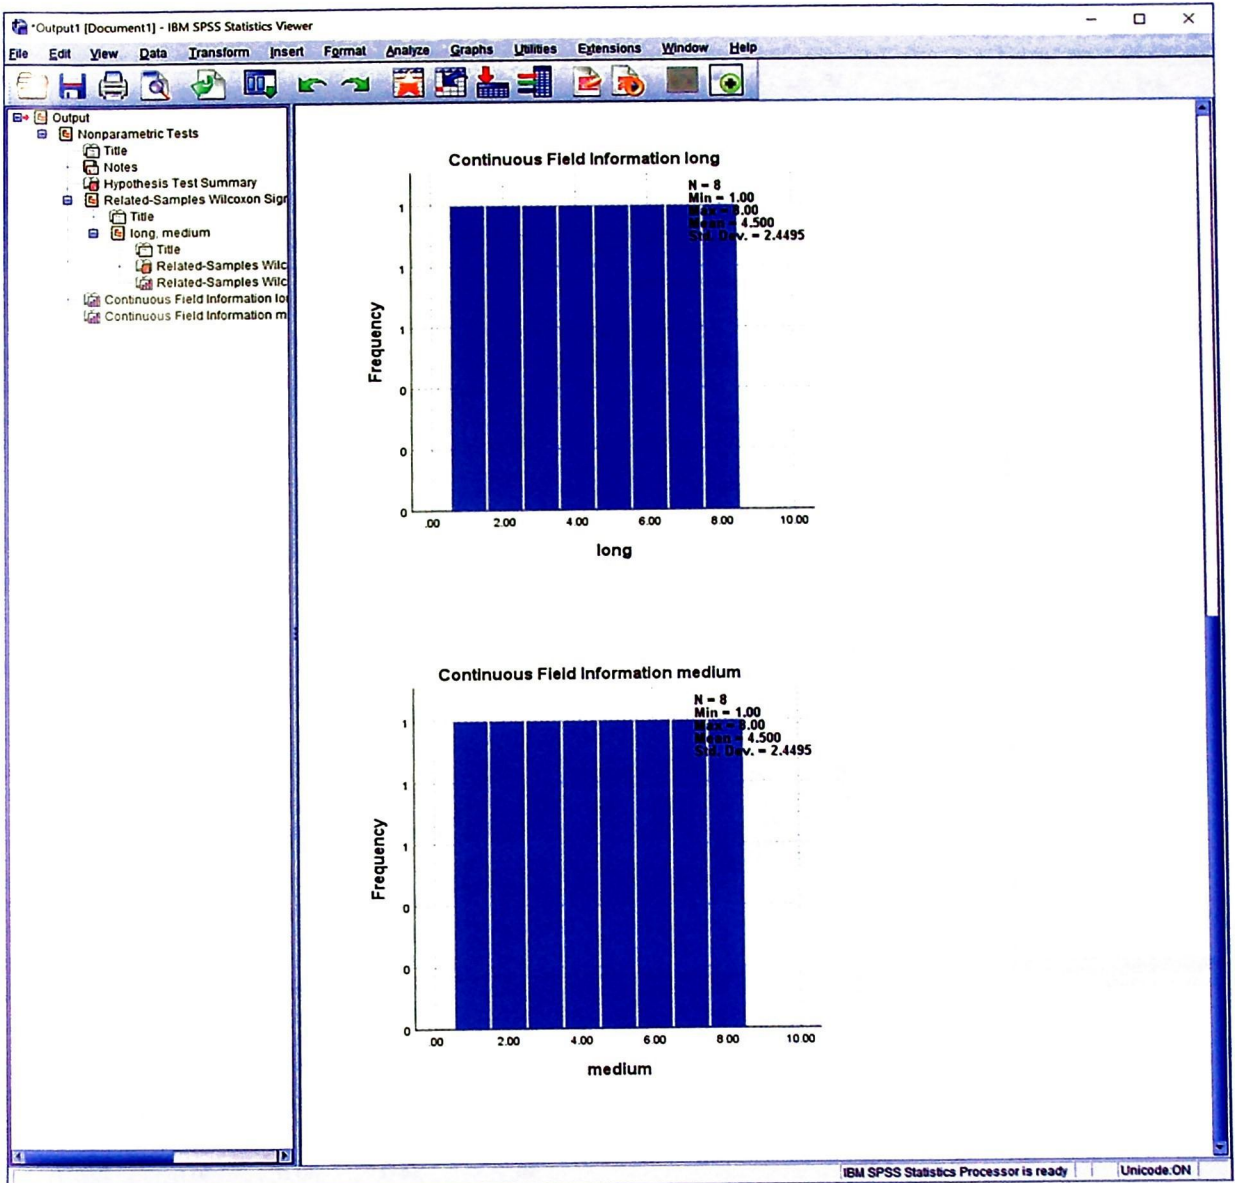 *Output1 [Document1] - IBM SPSS Statistics Viewer
File Edit View Data Transform Insert Format Analyze Graphs Utilities Extensions Window Help
Output
Nonparametric Tests
Title
Notes
Hypothesis Test Summary
Related-Samples Wilcoxon Sigr
Title
long, medium
Title
Related-Samples Wilc
Related-Samples Wilc
Continuous Field Information lo
Continuous Field Information m
Continuous Field Information long
N = 8
Min = 1.00
Max = 8.00
Mean = 4.500
Std. Dev. = 2.4495
1
1
1
0
0
0
Frequency
.00 2.00 4.00 6.00 8.00 10.00
long
Continuous Field Information medium
N = 8
Min = 1.00
Max = 8.00
Mean = 4.500
Std. Dev. = 2.4495
1
1
1
0
0
0
Frequency
.00 2.00 4.00 6.00 8.00 10.00
medium
IBM SPSS Statistics Processor is ready Unicode:ON